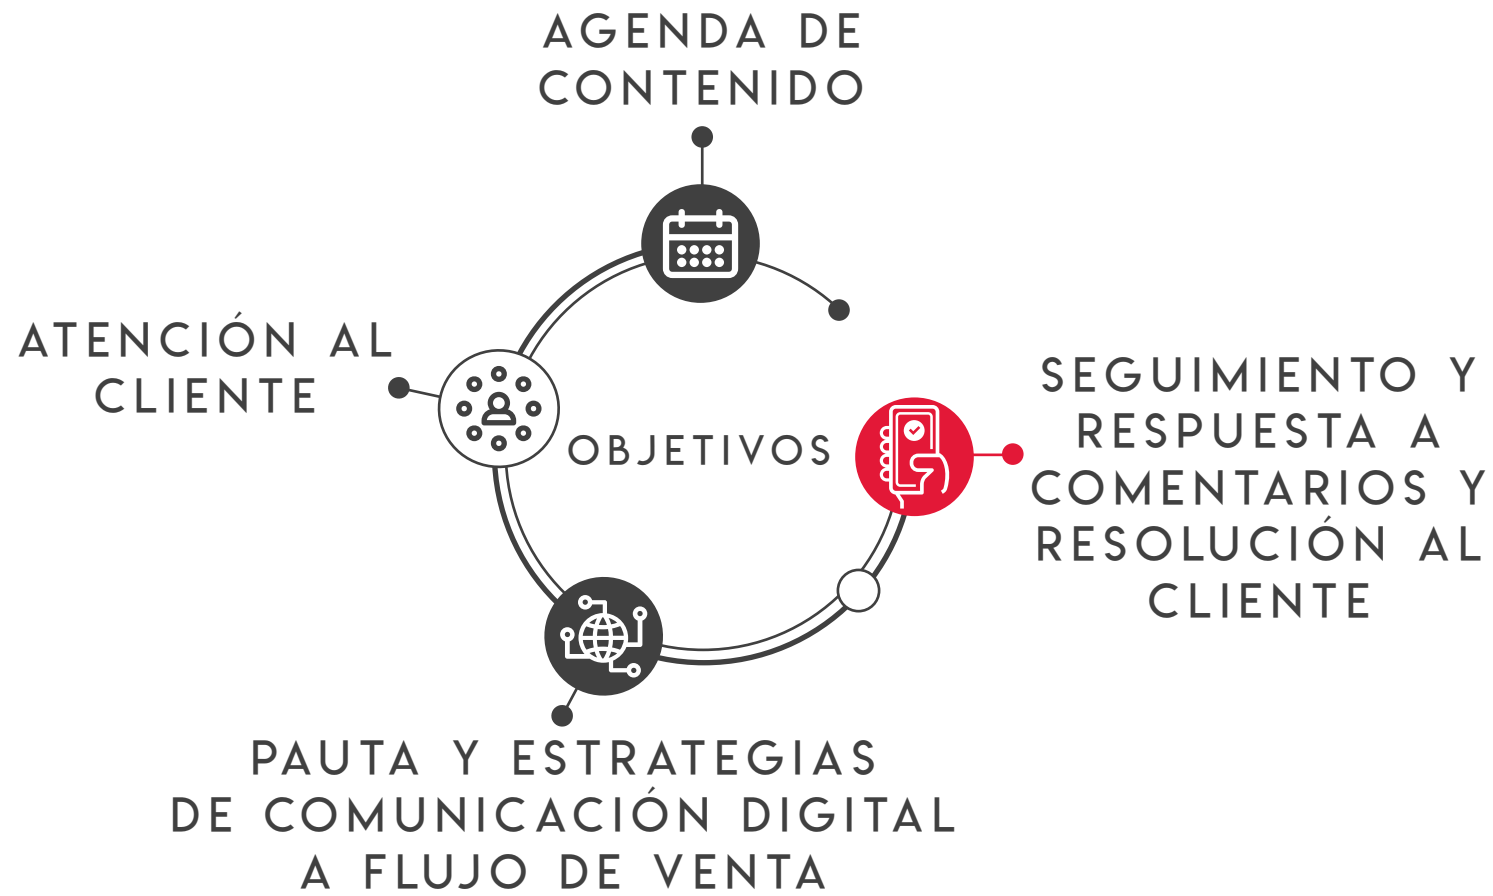 AGENDA DE
CONTENIDO
ATENCIÓN AL
CLIENTE
OBJETIVOS
SEGUIMIENTO Y
RESPUESTA A
COMENTARIOS Y
RESOLUCIÓN AL
CLIENTE
PAUTA Y ESTRATEGIAS
DE COMUNICACIÓN DIGITAL
A FLUJO DE VENTA